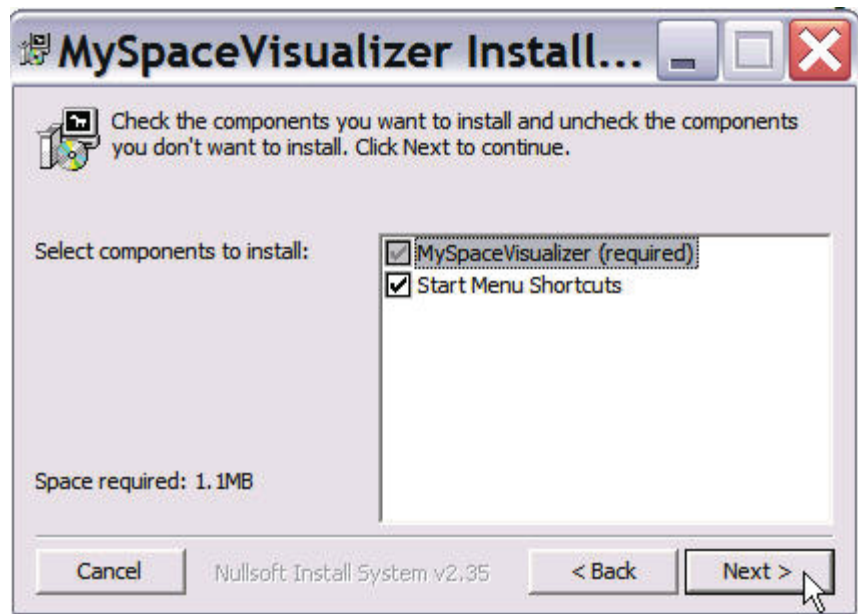 MySpaceVisualizer Install...
Check the components you want to install and uncheck the components
you don't want to install. Click Next to continue.
Select components to install:
MySpaceVisualizer (required)
Start Menu Shortcuts
Space required: 1.1MB
Cancel
Nullsoft Install System v2.35
< Back
Next >